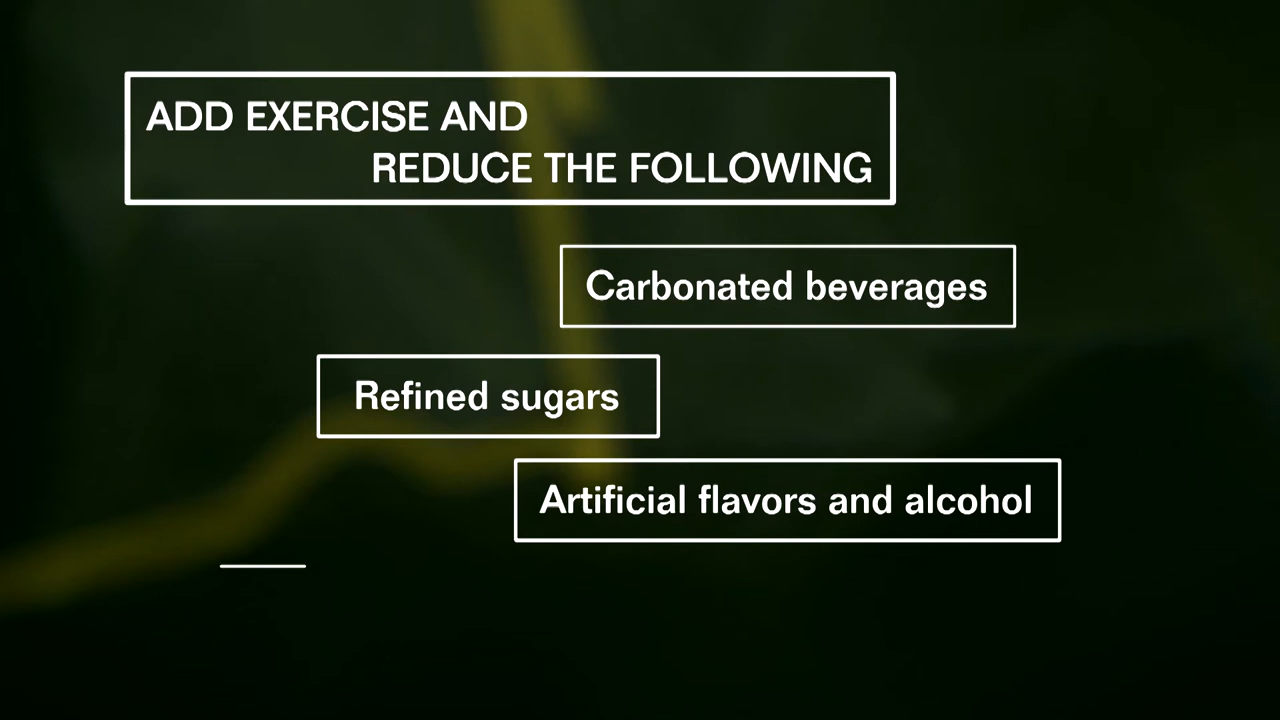 ADD EXERCISE AND
REDUCE THE FOLLOWING
Carbonated beverages
Refined sugars
Artificial flavors and alcohol